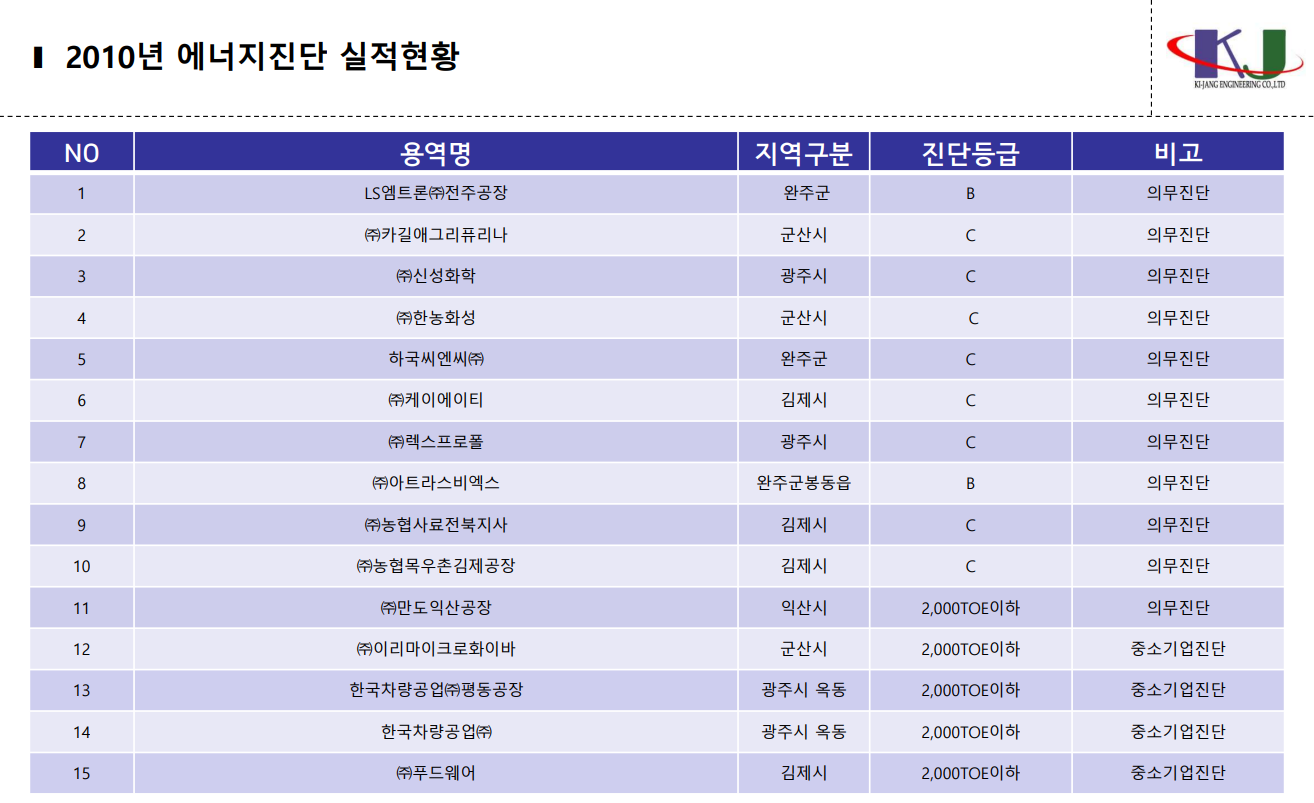 2010년 에너지진단 실적현황
KJ
KI-JANG ENGINEERING CO.,LTD
NO 용역명 지역구분 진단등급 비고
1 LS엠트론㈜전주공장 완주군 B 의무진단
2 ㈜카길애그리퓨리나 군산시 C 의무진단
3 ㈜신성화학 광주시 C 의무진단
4 ㈜한농화성 군산시 C 의무진단
5 하국씨엔씨㈜ 완주군 C 의무진단
6 ㈜케이에이티 김제시 C 의무진단
7 ㈜렉스프로폴 광주시 C 의무진단
8 ㈜아트라스비엑스 완주군봉동읍 B 의무진단
9 ㈜농협사료전북지사 김제시 C 의무진단
10 ㈜농협목우촌김제공장 김제시 C 의무진단
11 ㈜만도익산공장 익산시 2,000TOE이하 의무진단
12 ㈜이리마이크로화이바 군산시 2,000TOE이하 중소기업진단
13 한국차량공업㈜평동공장 광주시 옥동 2,000TOE이하 중소기업진단
14 한국차량공업㈜ 광주시 옥동 2,000TOE이하 중소기업진단
15 ㈜푸드웨어 김제시 2,000TOE이하 중소기업진단